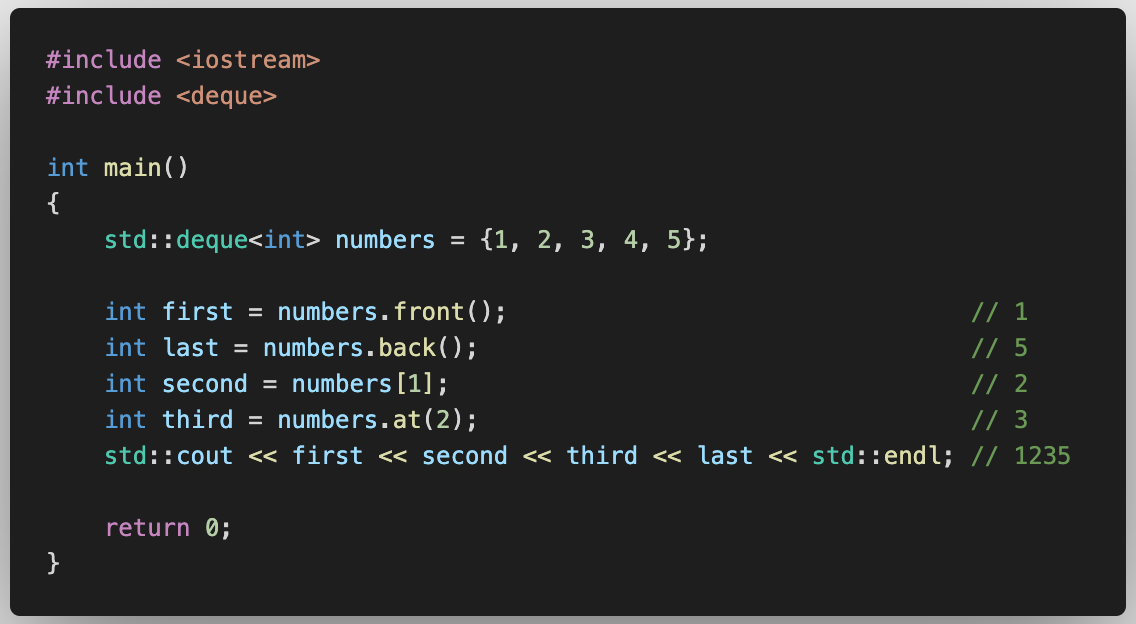 #include <iostream>
#include <deque>
int main()
{
    std::deque<int> numbers = {1, 2, 3, 4, 5};
    int first = numbers.front();                                // 1
    int last = numbers.back();                                  // 5
    int second = numbers[1];                                    // 2
    int third = numbers.at(2);                                  // 3
    std::cout << first << second << third << last << std::endl; // 1235
    return 0;
}